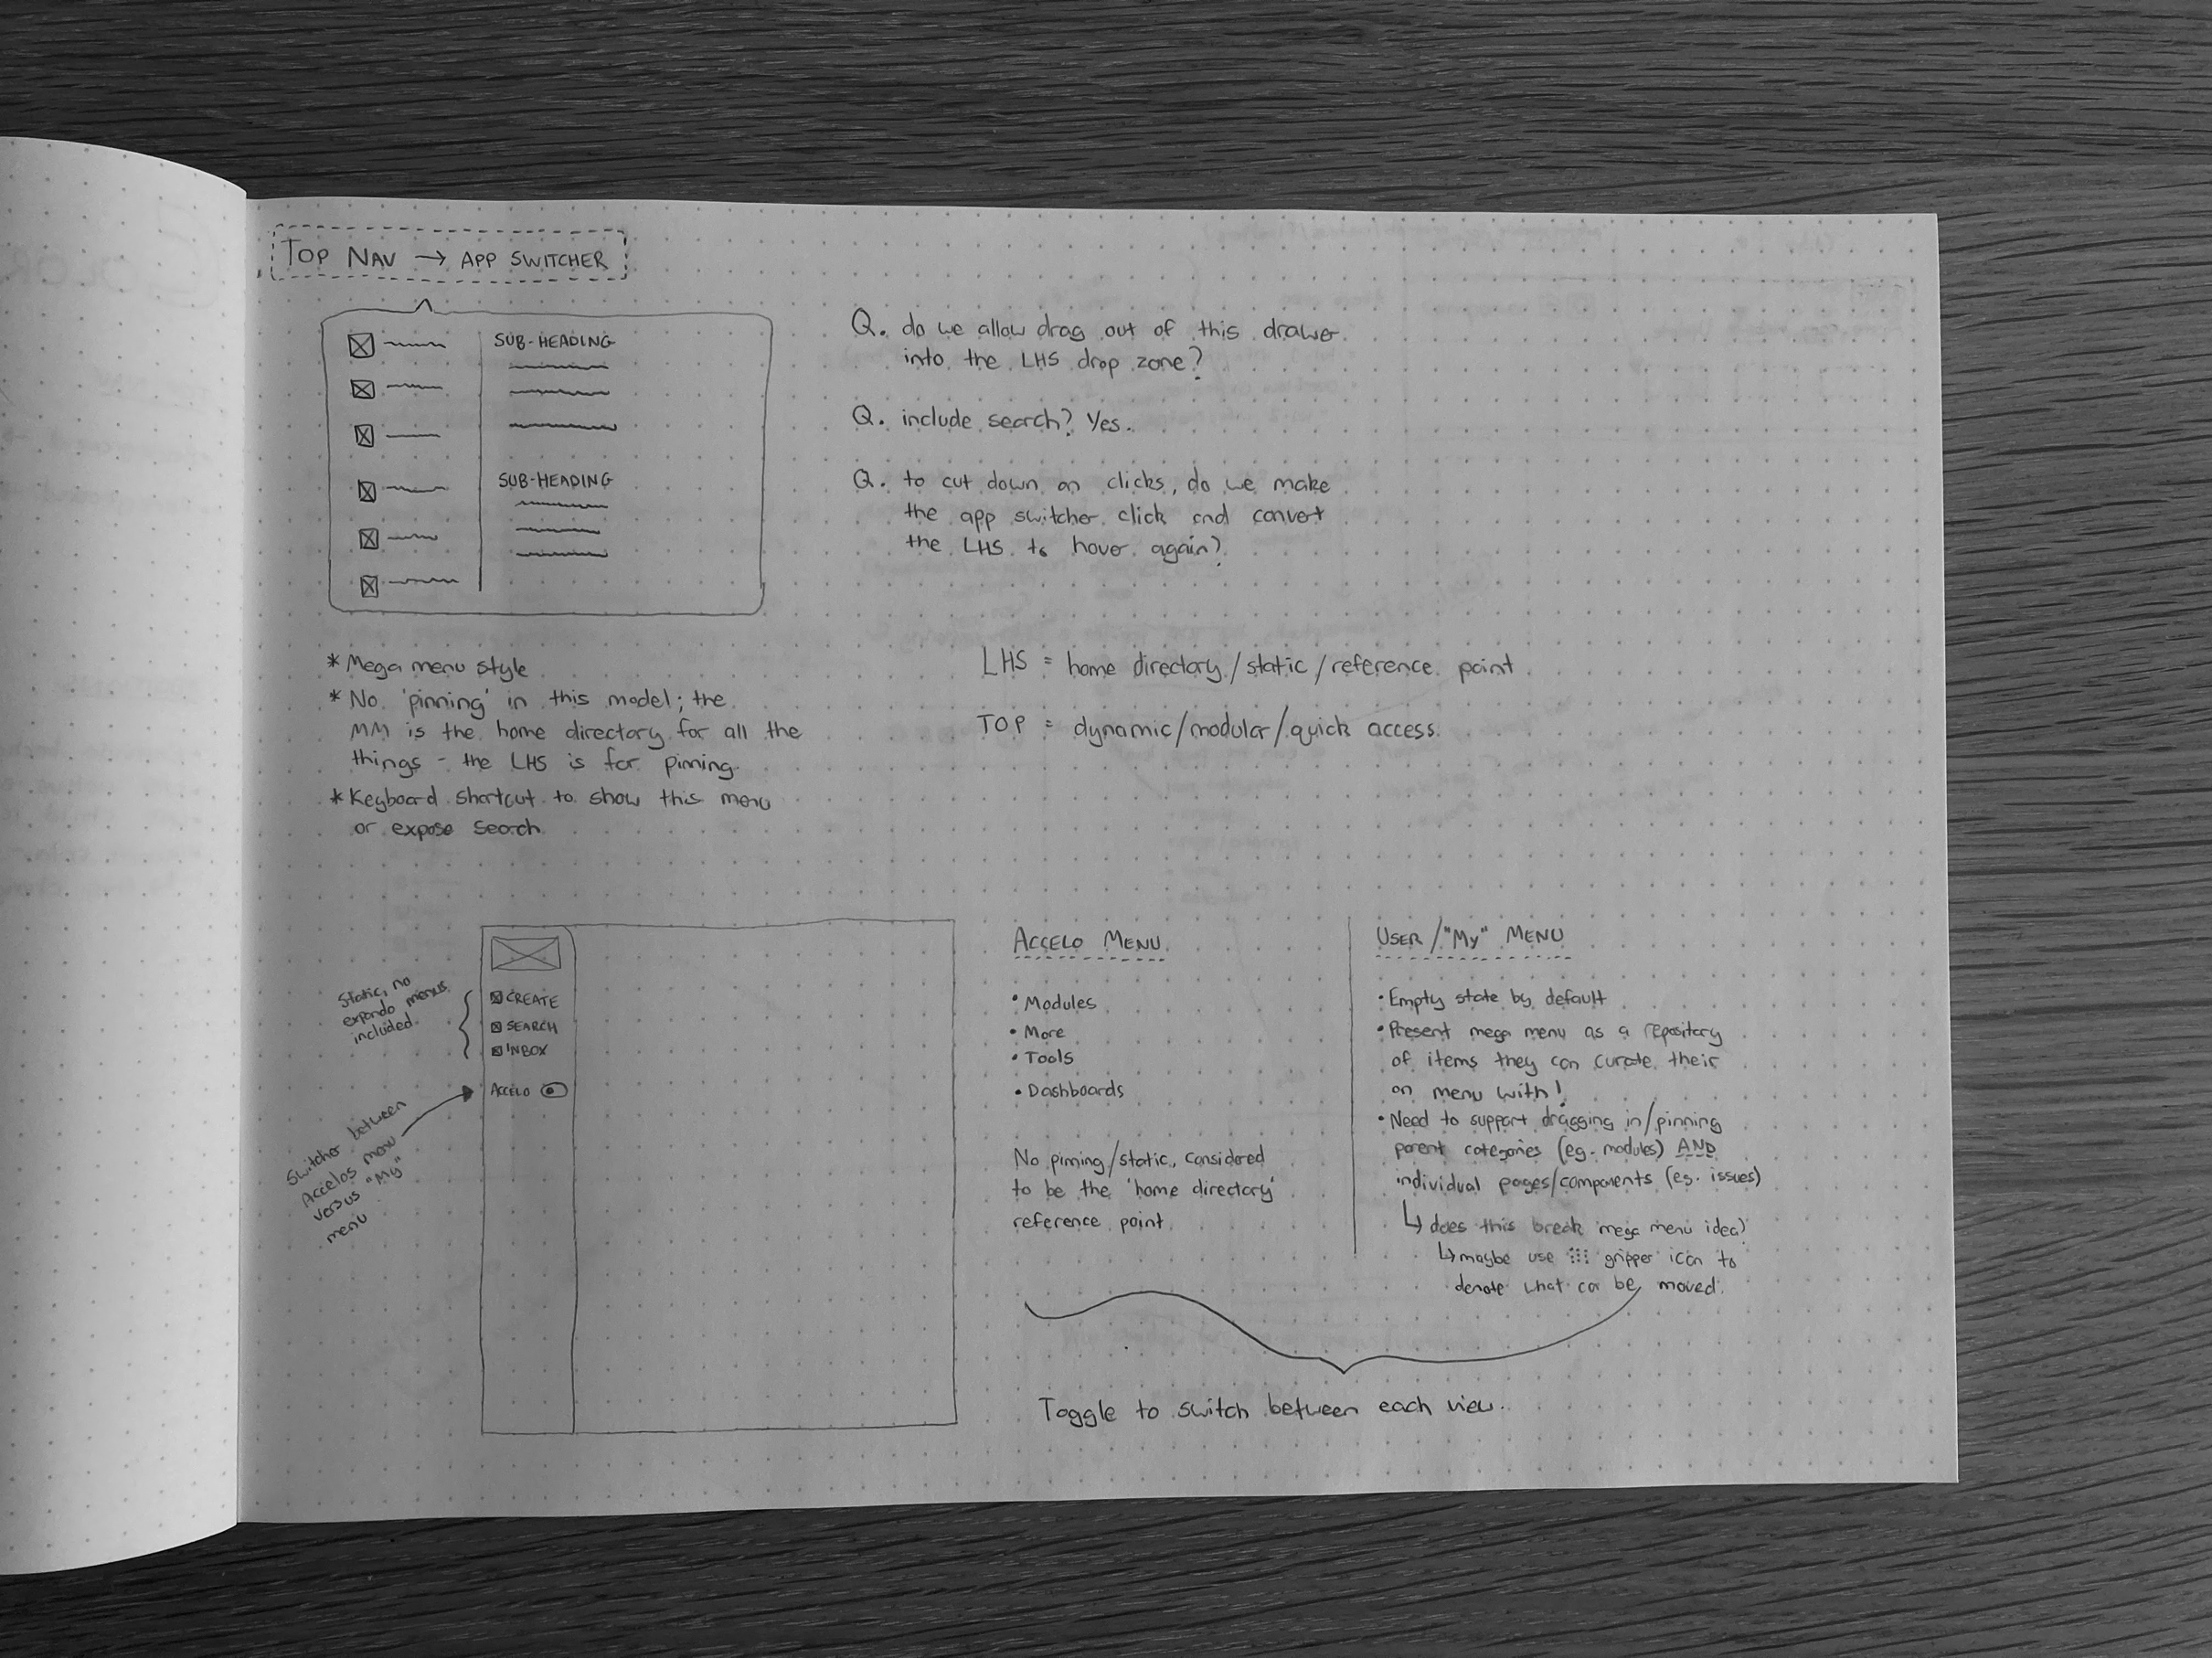 TOP NAV → APP SWITCHER
SUB-HEADING
SUB-HEADING
Q. do we allow drag out of this drawer
into the LHS drop zone?
Q. include search? Yes.
Q. to cut down on clicks, do we make
the app switcher click and convert
the LHS to hover again?
* Mega menu style
* No 'pinning' in this model; the
MM is the home directory for all the
things - the LHS is for pinning
* Keyboard shortcut to show this menu
or expose search
LHS = home directory/static/reference point
TOP = dynamic/modular/quick access
Static, no
expando menus
included
CREATE
SEARCH
INBOX
ACCELO
Switcher between
Accelos menu
versus "My"
menu
ACCELO MENU
• Modules
• More
• Tools
• Dashboards
No pinning/static, considered
to be the 'home directory'
reference point
USER/"My" MENU
• Empty state by default
• Present mega menu as a repository
of items they can curate their
on menu with!
• Need to support dragging in/pinning
parent categories (eg. modules) AND
individual pages/components (eg. issues)
↳ does this break mega menu idea?
↳ maybe use ⁝⁝⁝ gripper icon to
denote what can be moved.
Toggle to switch between each view.